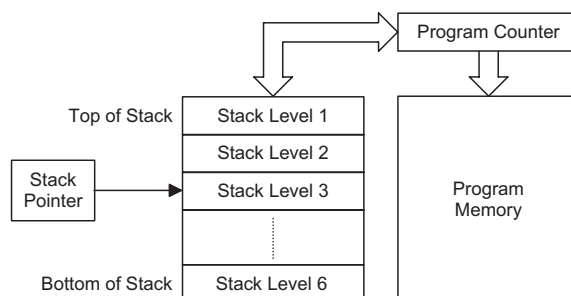 Program Counter
Top of Stack
Stack Level 1
Stack Level 2
Stack
Pointer
Stack Level 3
Program
Memory
Bottom of Stack
Stack Level 6